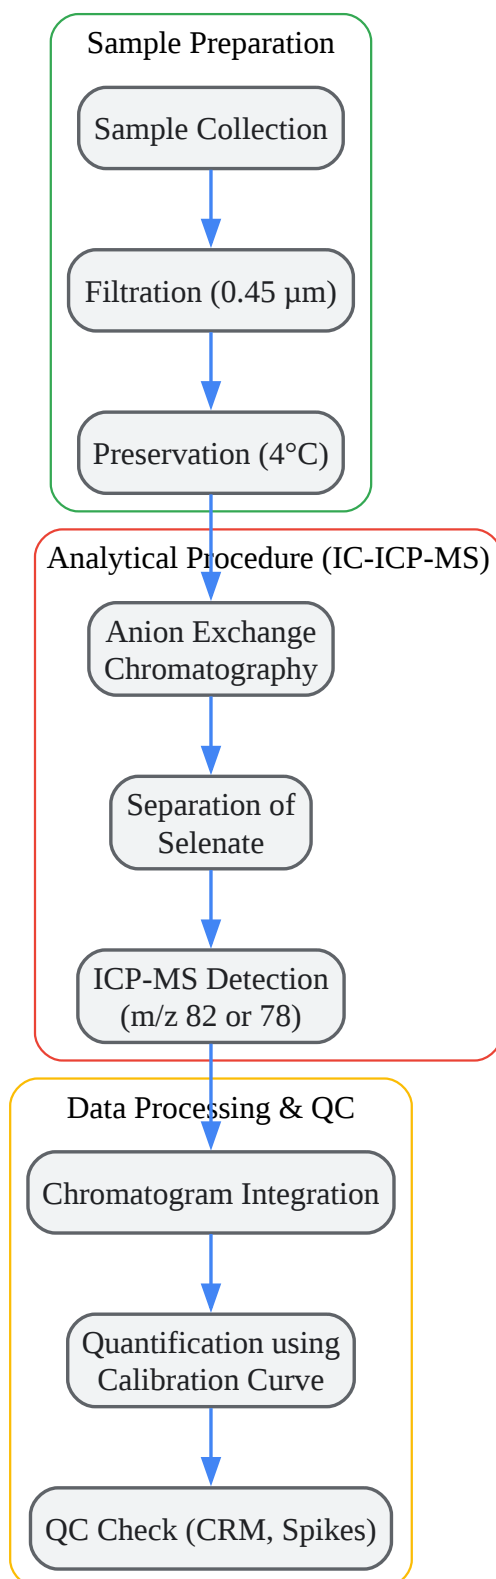 Sample Preparation
Sample Collection
Filtration (0.45 µm)
Preservation (4°C)
Analytical Procedure (IC-ICP-MS)
Anion Exchange
Chromatography
Separation of
Selenate
ICP-MS Detection
(m/z 82 or 78)
Data Processing & QC
Chromatogram Integration
Quantification using
Calibration Curve
QC Check (CRM, Spikes)